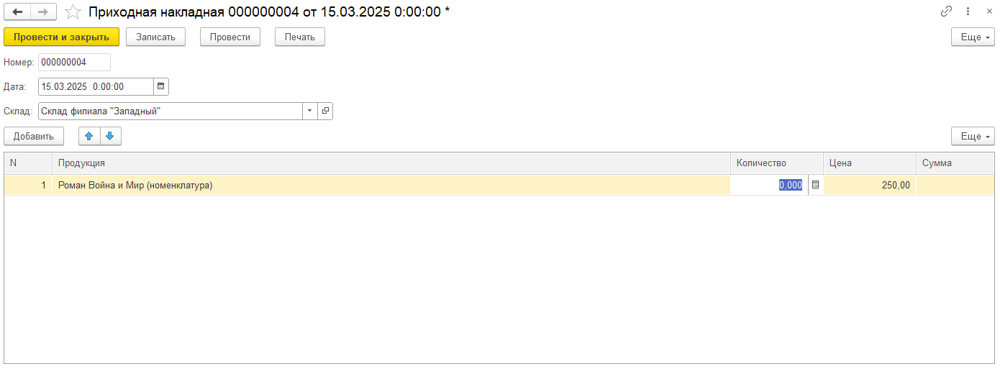 Приходная накладная 000000004 от 15.03.2025 0:00:00 *
Провести и закрыть Записать Провести Печать Еще
Номер: 000000004
Дата: 15.03.2025 0:00:00
Склад: Склад филиала "Западный"
Добавить Еще
N Продукция Количество Цена Сумма
1 Роман Война и Мир (номенклатура) 0,000 250,00